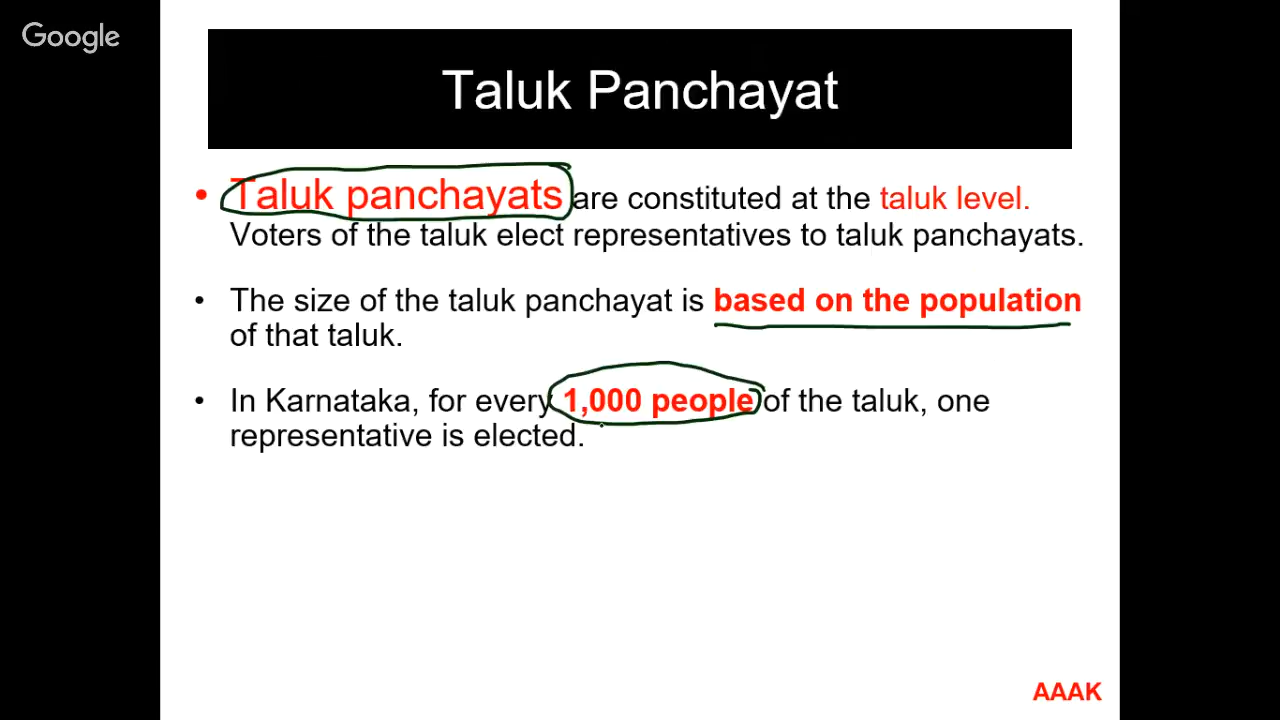 Google
Taluk Panchayat
• Taluk panchayats are constituted at the taluk level.
Voters of the taluk elect representatives to taluk panchayats.
• The size of the taluk panchayat is based on the population
of that taluk.
• In Karnataka, for every 1,000 people of the taluk, one
representative is elected.
AAAK